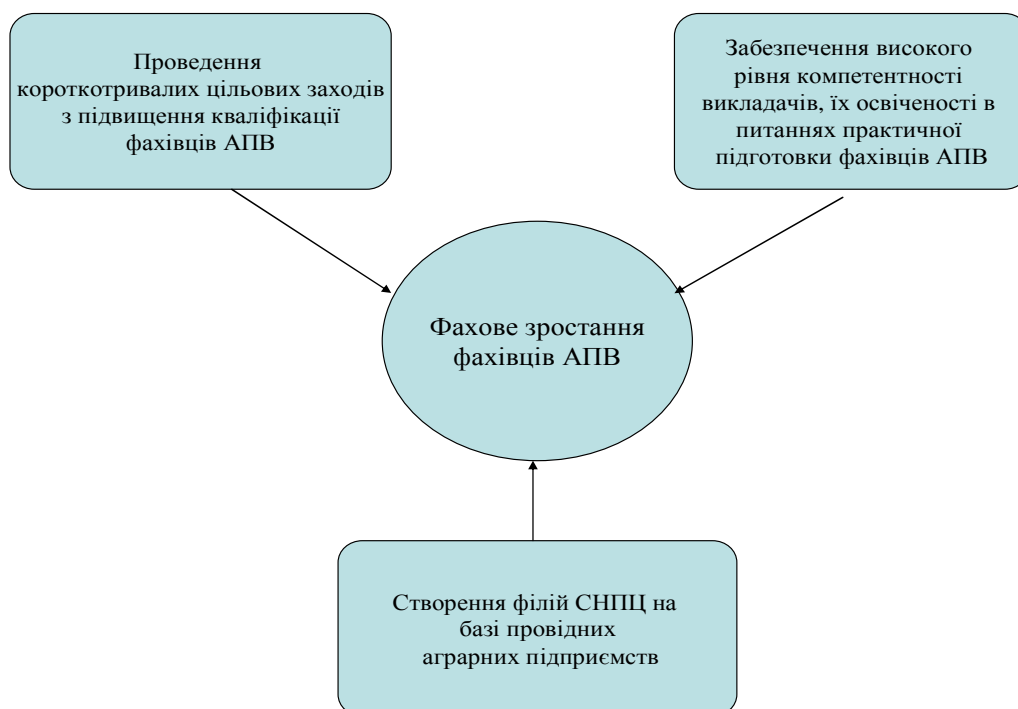 Проведення
короткотривалих цільових заходів
з підвищення кваліфікації
фахівців АПВ
Забезпечення високого
рівня компетентності
викладачів, їх освіченості в
питаннях практичної
підготовки фахівців АПВ
Фахове зростання
фахівців АПВ
Створення філій СНПЦ на
базі провідних
аграрних підприємств